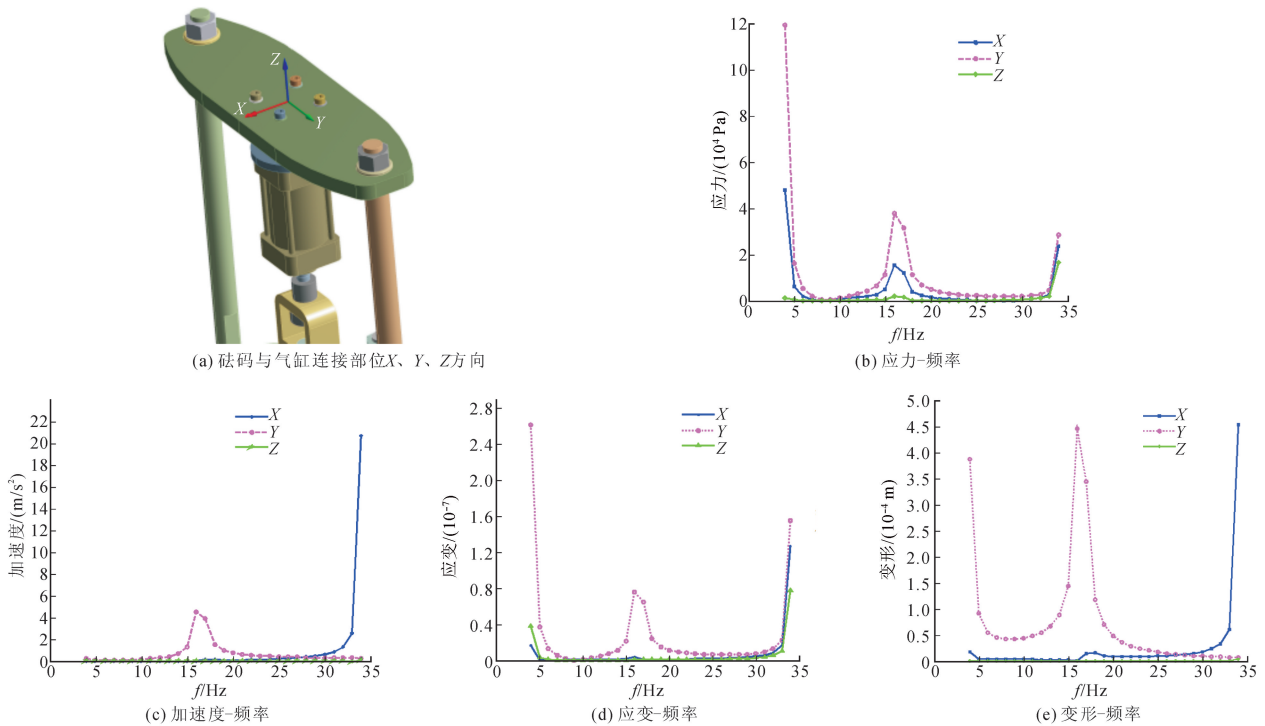 Z
X
Y
(a) 砝码与气缸连接部位X、Y、Z方向
12
10
8
6
4
2
0
0
5
10
15
20
25
30
35
应力/(10⁴ Pa)
X
Y
Z
f/Hz
(b) 应力–频率
22
20
18
16
14
12
10
8
6
4
2
0
0
5
10
15
20
25
30
35
加速度/(m/s²)
X
Y
Z
f/Hz
(c) 加速度–频率
2.8
2.4
2.0
1.6
1.2
0.8
0.4
0
0
5
10
15
20
25
30
35
应变/(10⁻⁷)
X
Y
Z
f/Hz
(d) 应变–频率
5.0
4.5
4.0
3.5
3.0
2.5
2.0
1.5
1.0
0.5
0
0
5
10
15
20
25
30
35
变形/(10⁻⁴ m)
X
Y
Z
f/Hz
(e) 变形–频率